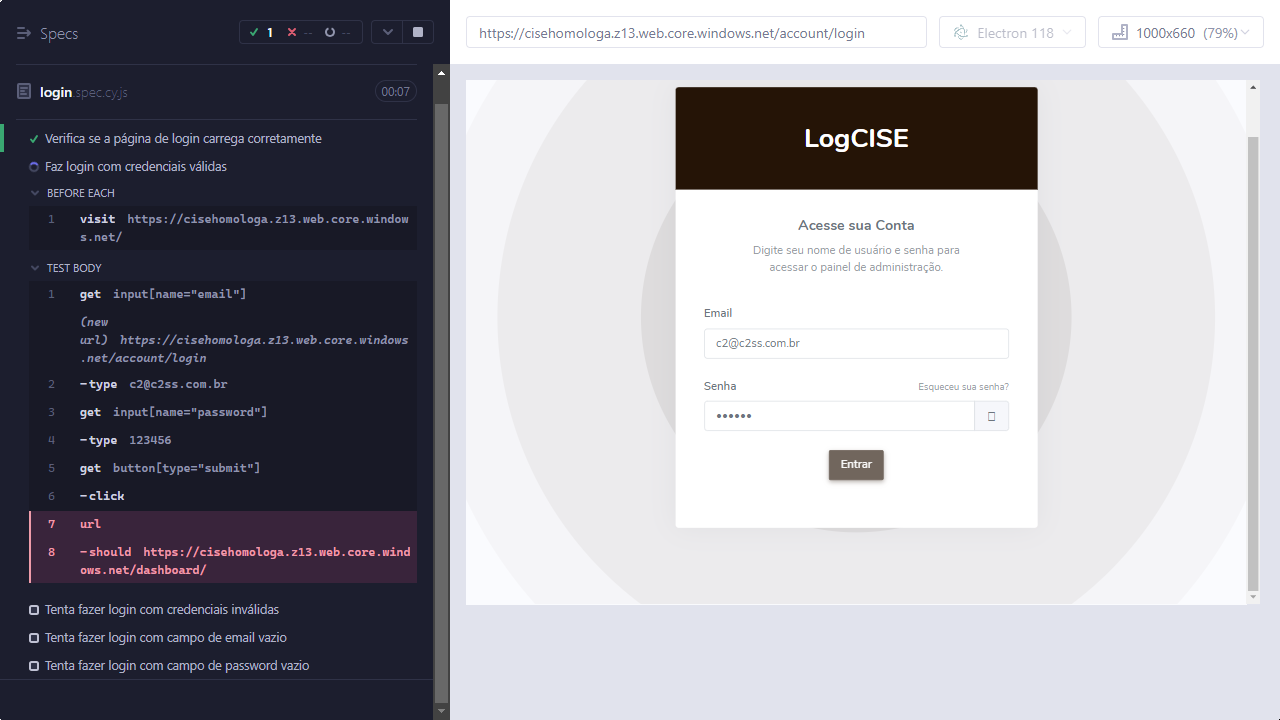 Specs
1
--
--
login.spec.cy.js
00:07
Verifica se a página de login carrega corretamente
Faz login com credenciais válidas
BEFORE EACH
1 visit https://cisehomologa.z13.web.core.window
s.net/
TEST BODY
1 get input[name="email"]
(new
url) https://cisehomologa.z13.web.core.windows
.net/account/login
2 -type c2@c2ss.com.br
3 get input[name="password"]
4 -type 123456
5 get button[type="submit"]
6 -click
7 url
8 -should https://cisehomologa.z13.web.core.wind
ows.net/dashboard/
Tenta fazer login com credenciais inválidas
Tenta fazer login com campo de email vazio
Tenta fazer login com campo de password vazio
https://cisehomologa.z13.web.core.windows.net/account/login
Electron 118
1000x660 (79%)
LogCISE
Acesse sua Conta
Digite seu nome de usuário e senha para
acessar o painel de administração.
Email
c2@c2ss.com.br
Senha
Esqueceu sua senha?
••••••
Entrar